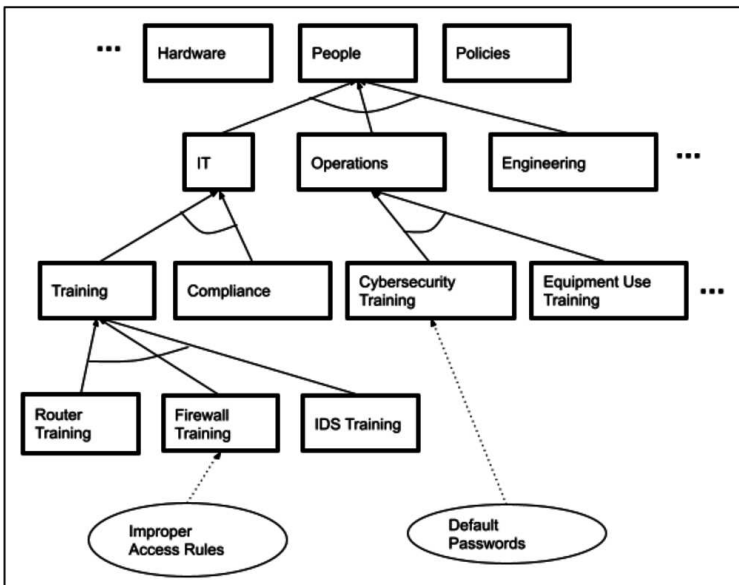 ... Hardware People Policies
IT Operations Engineering ...
Training Compliance Cybersecurity
Training Equipment Use
Training ...
Router
Training Firewall
Training IDS Training
Improper
Access Rules
Default
Passwords